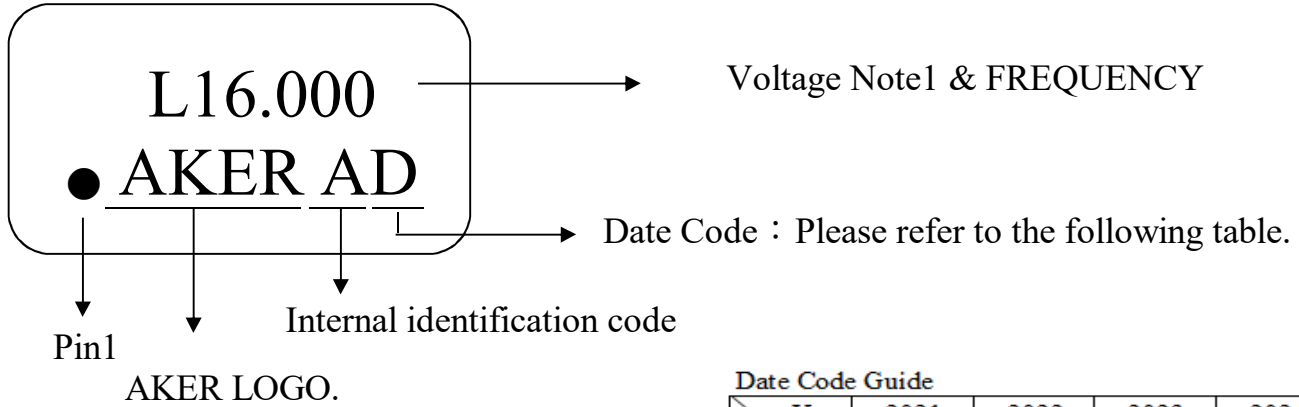 L16.000
Voltage Note1 & FREQUENCY
AKER AD
Date Code：Please refer to the following table.
Internal identification code
Pin1
AKER LOGO.
Date Code Guide